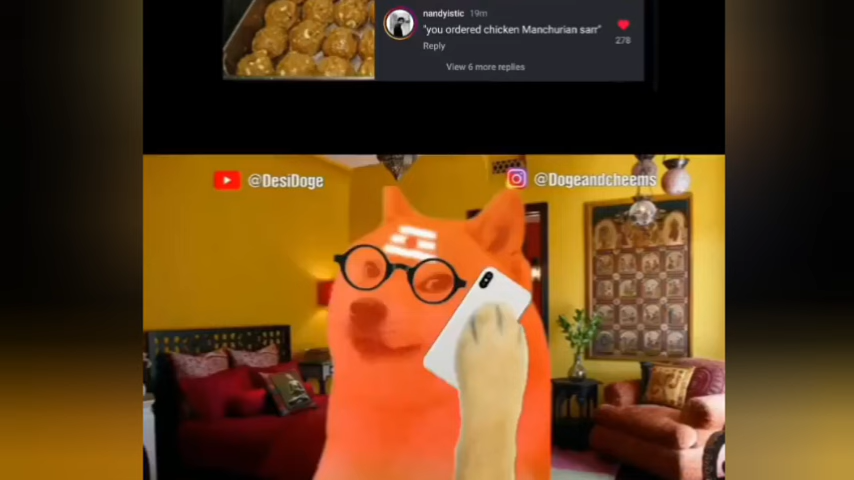 nandyistic 19m
"you ordered chicken Manchurian sarr"
Reply
278
View 6 more replies
@DesiDoge
@Dogeandcheems